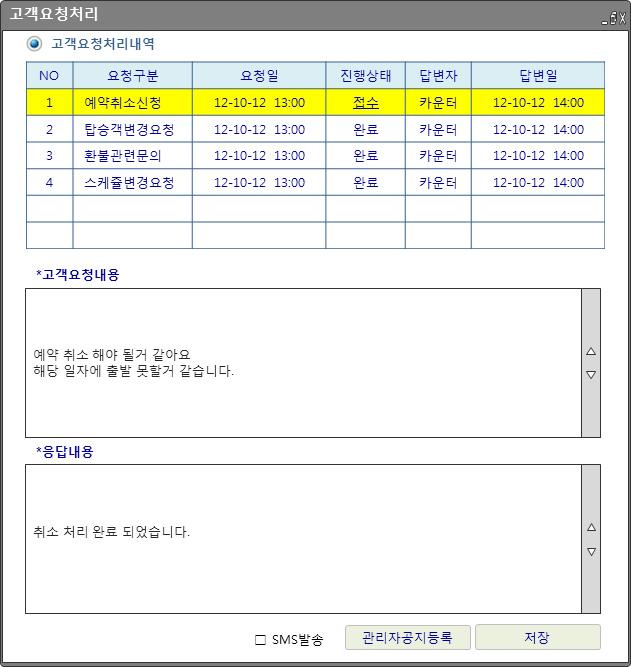 고객요청처리
고객요청처리내역
NO 요청구분 요청일 진행상태 답변자 답변일
1 예약취소신청 12-10-12 13:00 접수 카운터 12-10-12 14:00
2 탑승객변경요청 12-10-12 13:00 완료 카운터 12-10-12 14:00
3 환불관련문의 12-10-12 13:00 완료 카운터 12-10-12 14:00
4 스케쥴변경요청 12-10-12 13:00 완료 카운터 12-10-12 14:00
*고객요청내용
예약 취소 해야 될거 같아요
해당 일자에 출발 못할거 같습니다.
*응답내용
취소 처리 완료 되었습니다.
SMS발송 관리자공지등록 저장